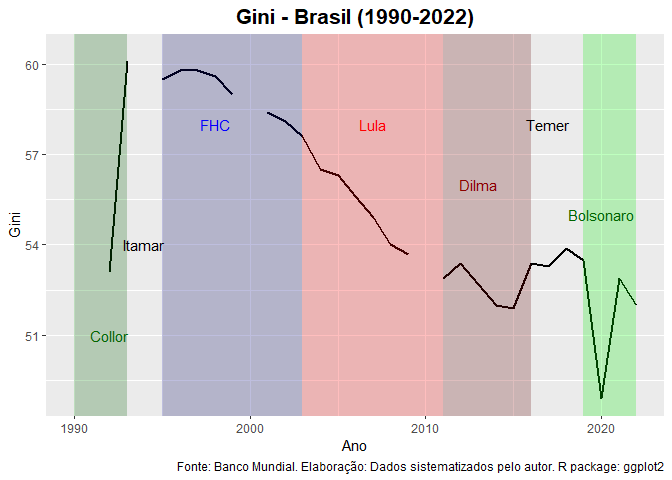 Gini - Brasil (1990-2022)
60
FHC
Lula
Temer
57
Dilma
Bolsonaro
Gini
54
Itamar
51
Collor
1990
2000
2010
2020
Ano
Fonte: Banco Mundial. Elaboração: Dados sistematizados pelo autor. R package: ggplot2